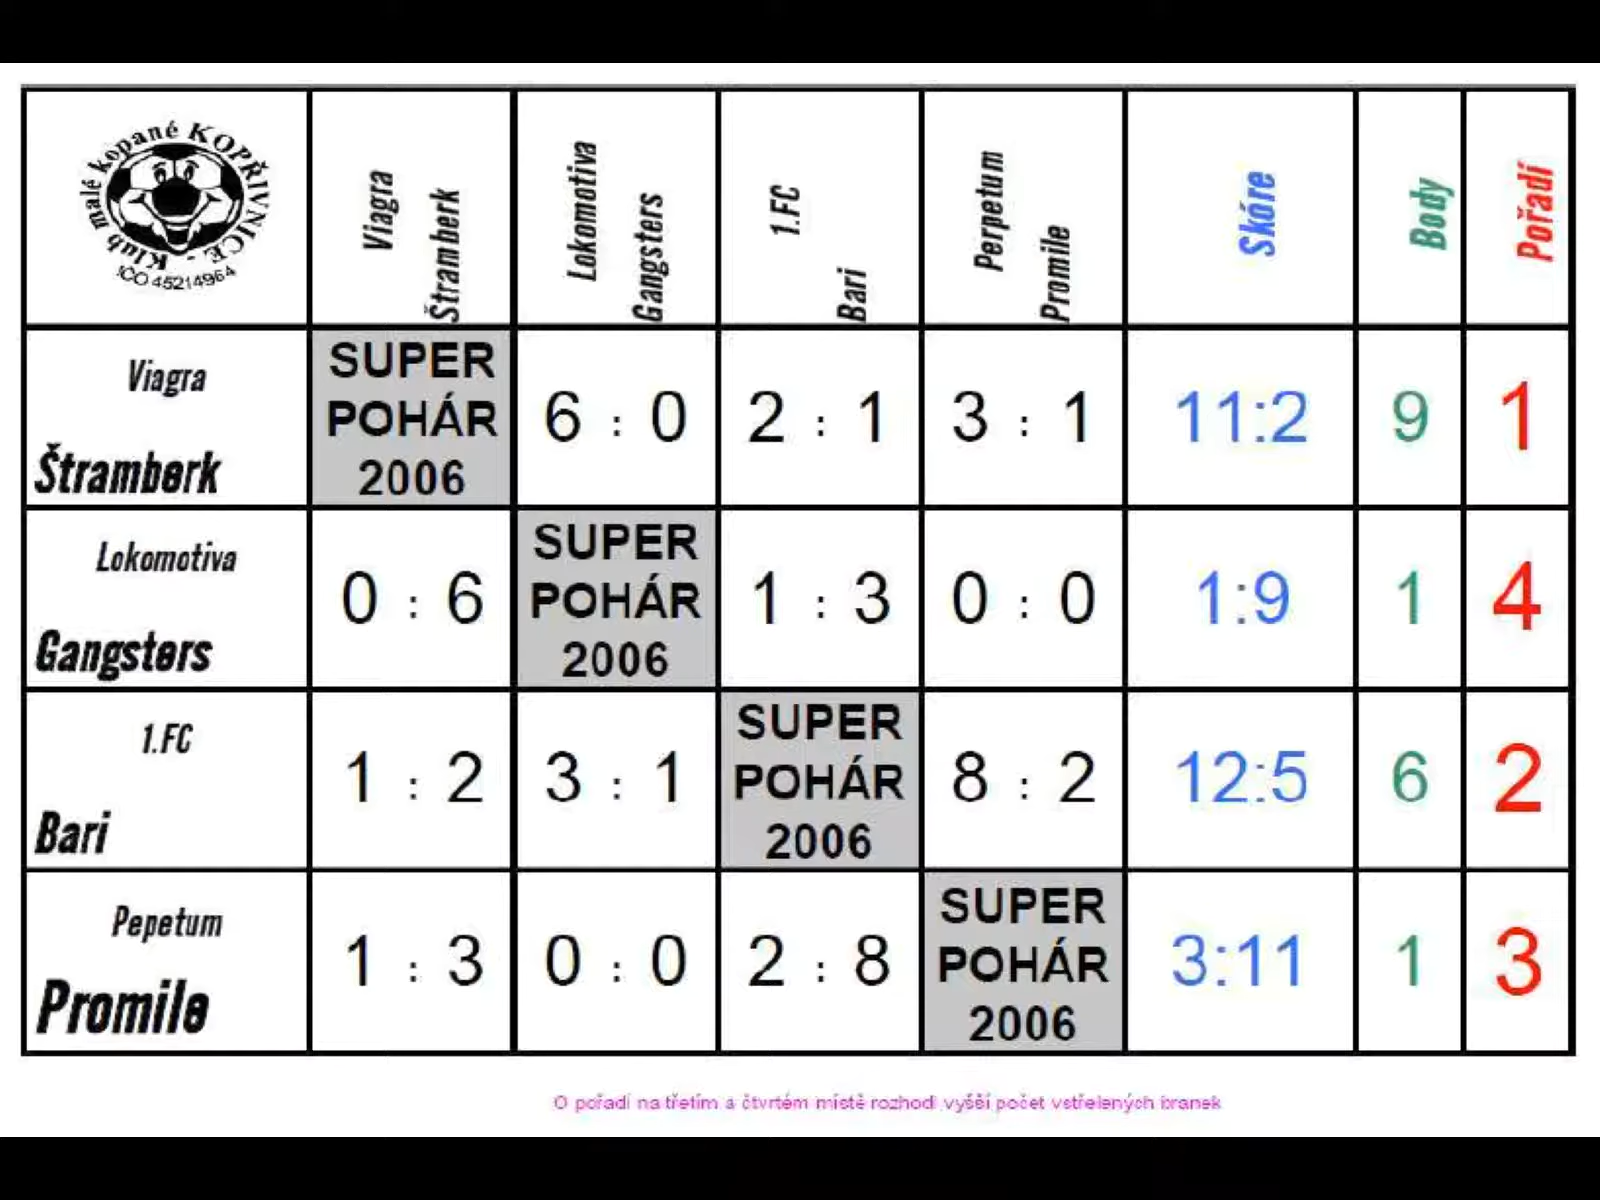 Klub malé kopané KOPŘIVNICE -
IČO 45214964
Viagra Štramberk
Lokomotiva Gangsters
1.FC Bari
Perpetum Promile
Skóre
Body
Pořadí
Viagra Štramberk
SUPER POHÁR 2006
6 : 0
2 : 1
3 : 1
11:2
9
1
Lokomotiva Gangsters
0 : 6
SUPER POHÁR 2006
1 : 3
0 : 0
1:9
1
4
1.FC Bari
1 : 2
3 : 1
SUPER POHÁR 2006
8 : 2
12:5
6
2
Pepetum Promile
1 : 3
0 : 0
2 : 8
SUPER POHÁR 2006
3:11
1
3
O pořadí na třetím a čtvrtém místě rozhodl vyšší počet vstřelených branek